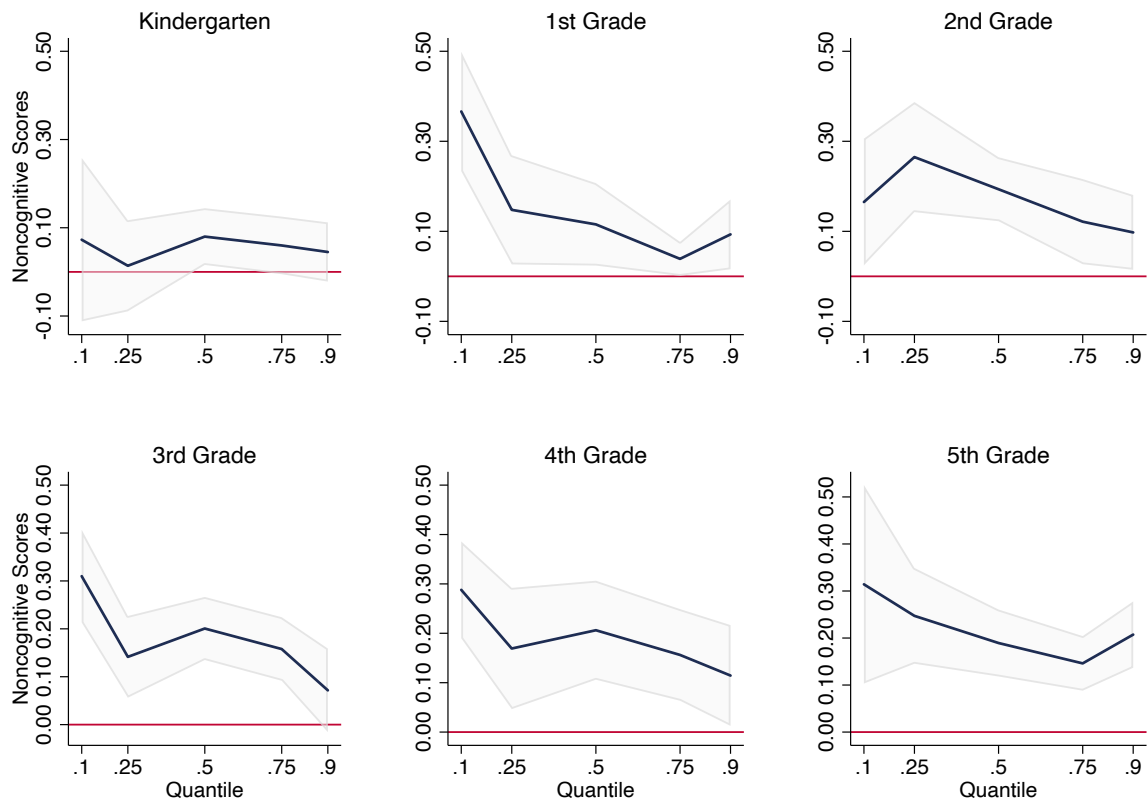 Kindergarten
Noncognitive Scores
0.50
0.30
0.10
-0.10
.1 .25 .5 .75 .9
1st Grade
0.50
0.30
0.10
-0.10
.1 .25 .5 .75 .9
2nd Grade
0.50
0.30
0.10
-0.10
.1 .25 .5 .75 .9
3rd Grade
Noncognitive Scores
0.50
0.40
0.30
0.20
0.10
0.00
.1 .25 .5 .75 .9
Quantile
4th Grade
0.50
0.40
0.30
0.20
0.10
0.00
.1 .25 .5 .75 .9
Quantile
5th Grade
0.50
0.40
0.30
0.20
0.10
0.00
.1 .25 .5 .75 .9
Quantile